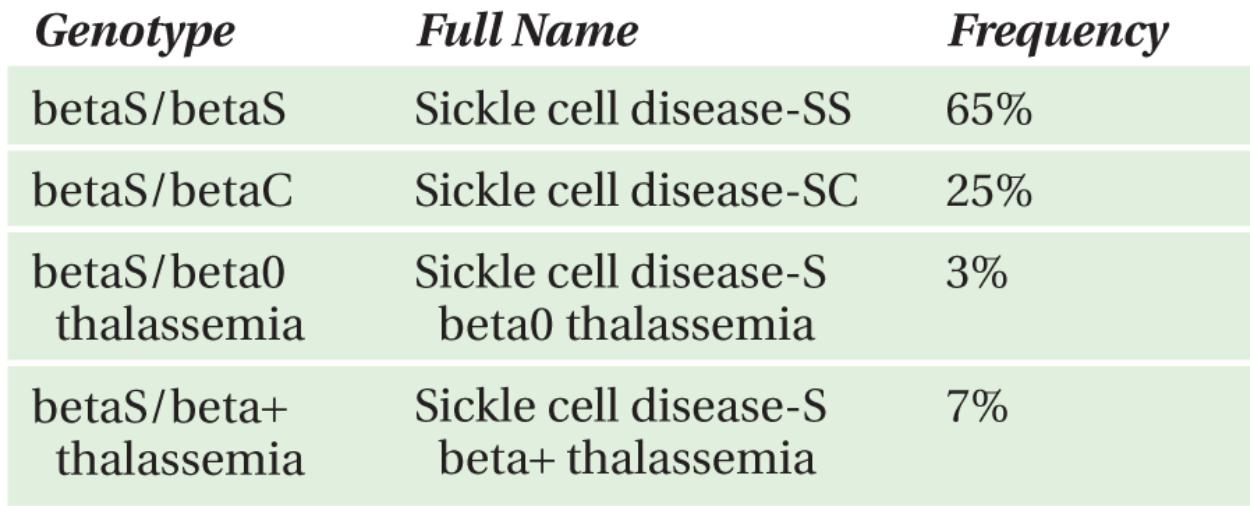 Genotype Full Name Frequency
betaS/betaS Sickle cell disease-SS 65%
betaS/betaC Sickle cell disease-SC 25%
betaS/beta0 Sickle cell disease-S 3%
thalassemia beta0 thalassemia
betaS/beta+ Sickle cell disease-S 7%
thalassemia beta+ thalassemia